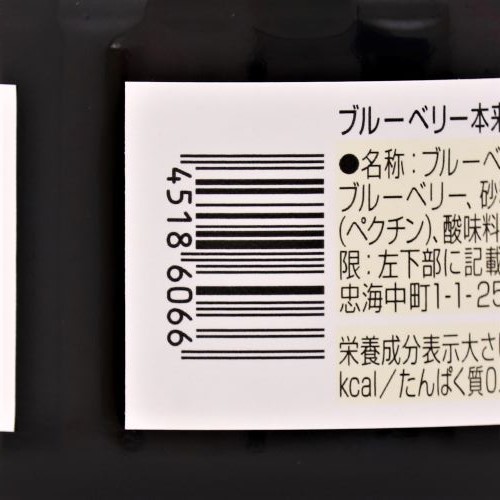 4518 6066
ブルーベリー本来
●名称:ブルーベ
ブルーベリー、砂
(ペクチン)、酸味料
限:左下部に記載
忠海中町1-1-25
栄養成分表示大さ
kcal/たんぱく質0.